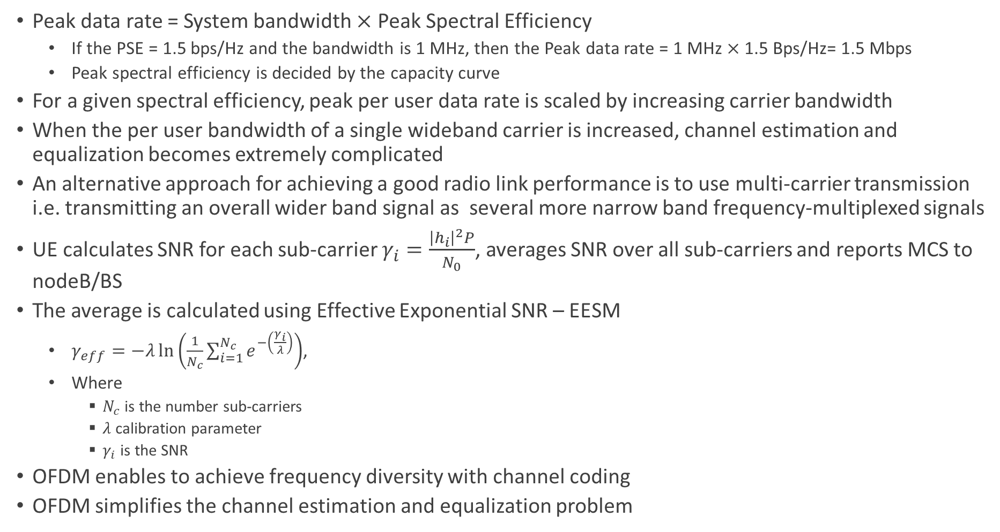 • Peak data rate = System bandwidth × Peak Spectral Efficiency
• If the PSE = 1.5 bps/Hz and the bandwidth is 1 MHz, then the Peak data rate = 1 MHz × 1.5 Bps/Hz= 1.5 Mbps
• Peak spectral efficiency is decided by the capacity curve
• For a given spectral efficiency, peak per user data rate is scaled by increasing carrier bandwidth
• When the per user bandwidth of a single wideband carrier is increased, channel estimation and
equalization becomes extremely complicated
• An alternative approach for achieving a good radio link performance is to use multi-carrier transmission
i.e. transmitting an overall wider band signal as several more narrow band frequency-multiplexed signals
• UE calculates SNR for each sub-carrier $\gamma_i = \frac{|h_i|^2 P}{N_0}$, averages SNR over all sub-carriers and reports MCS to
nodeB/BS
• The average is calculated using Effective Exponential SNR – EESM
• $\gamma_{eff} = -\lambda \ln\left(\frac{1}{N_c}\sum_{i=1}^{N_c} e^{-\left(\frac{\gamma_i}{\lambda}\right)}\right)$,
• Where
▪ $N_c$ is the number sub-carriers
▪ $\lambda$ calibration parameter
▪ $\gamma_i$ is the SNR
• OFDM enables to achieve frequency diversity with channel coding
• OFDM simplifies the channel estimation and equalization problem